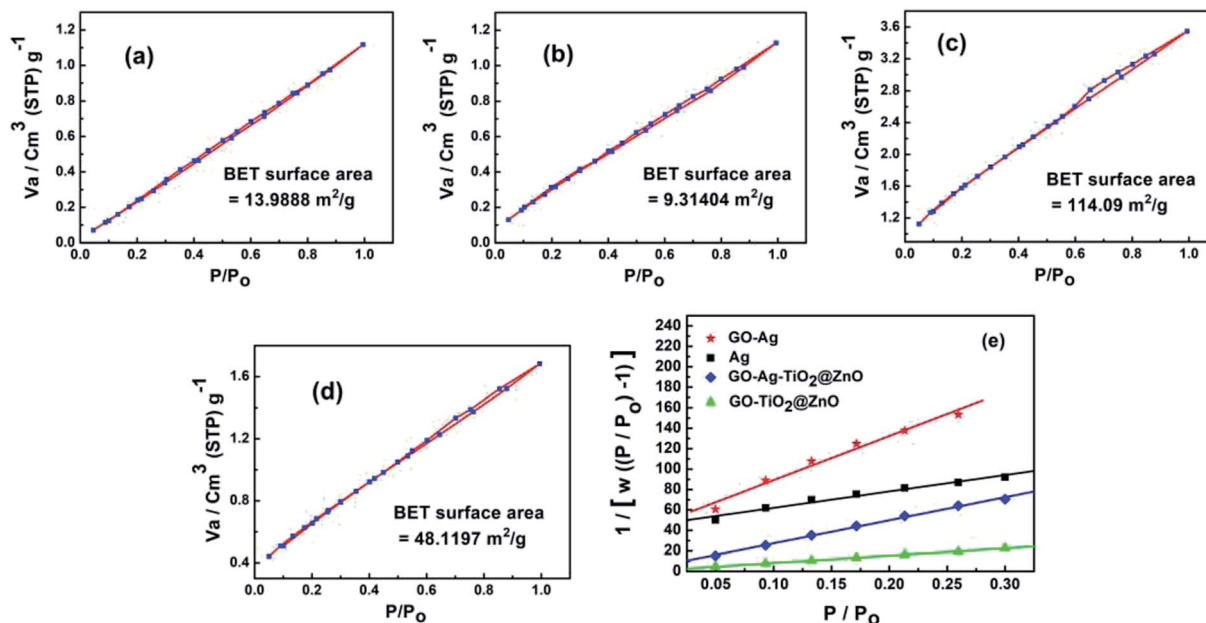 (a)
Va / Cm³ (STP) g⁻¹
1.2
1.0
0.8
0.6
0.4
0.2
0.0
BET surface area
= 13.9888 m²/g
0.0 0.2 0.4 0.6 0.8 1.0
P/Po
(b)
Va / Cm³ (STP) g⁻¹
1.2
1.0
0.8
0.6
0.4
0.2
0.0
BET surface area
= 9.31404 m²/g
0.0 0.2 0.4 0.6 0.8 1.0
P/Po
(c)
Va / Cm³ (STP) g⁻¹
3.6
3.0
2.4
1.8
1.2
BET surface area
= 114.09 m²/g
0.0 0.2 0.4 0.6 0.8 1.0
P/Po
(d)
Va / Cm³ (STP) g⁻¹
1.6
1.2
0.8
0.4
BET surface area
= 48.1197 m²/g
0.0 0.2 0.4 0.6 0.8 1.0
P/Po
(e)
1 / [ w ((P / Po) -1) ]
240
220
200
180
160
140
120
100
80
60
40
20
0
GO-Ag
Ag
GO-Ag-TiO₂@ZnO
GO-TiO₂@ZnO
0.05 0.10 0.15 0.20 0.25 0.30
P / Po